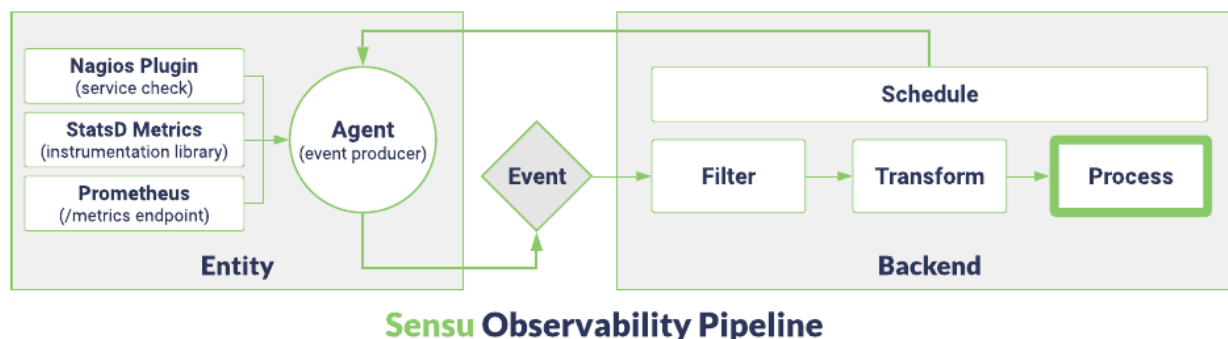 Nagios Plugin
(service check)
StatsD Metrics
(instrumentation library)
Prometheus
(/metrics endpoint)
Agent
(event producer)
Entity
Event
Schedule
Filter
Transform
Process
Backend
Sensu Observability Pipeline